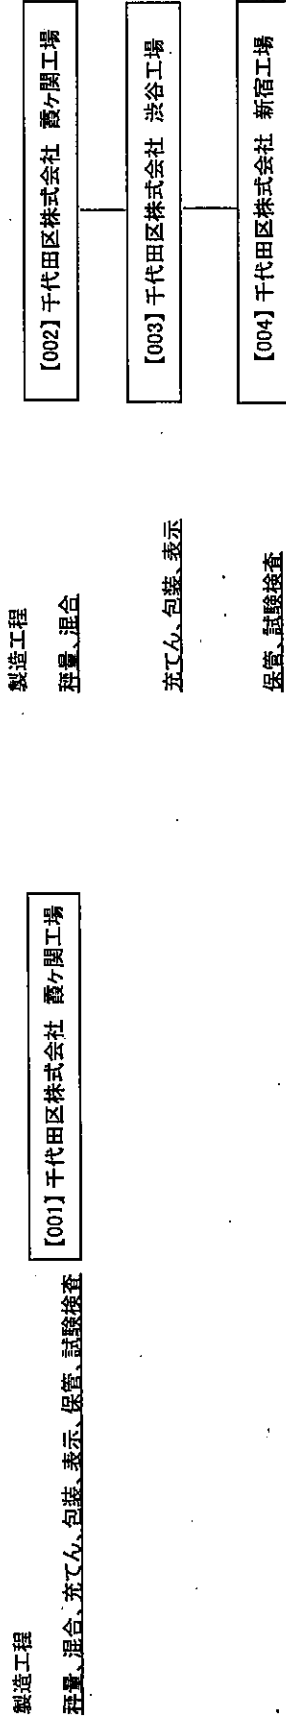 製造工程
秤量、混合、充てん、包装、表示、保管、試験検査
【001】千代田区株式会社 霞ヶ関工場
製造工程
秤量、混合
【002】千代田区株式会社 霞ヶ関工場
充てん、包装、表示
【003】千代田区株式会社 渋谷工場
保管、試験検査
【004】千代田区株式会社 新宿工場